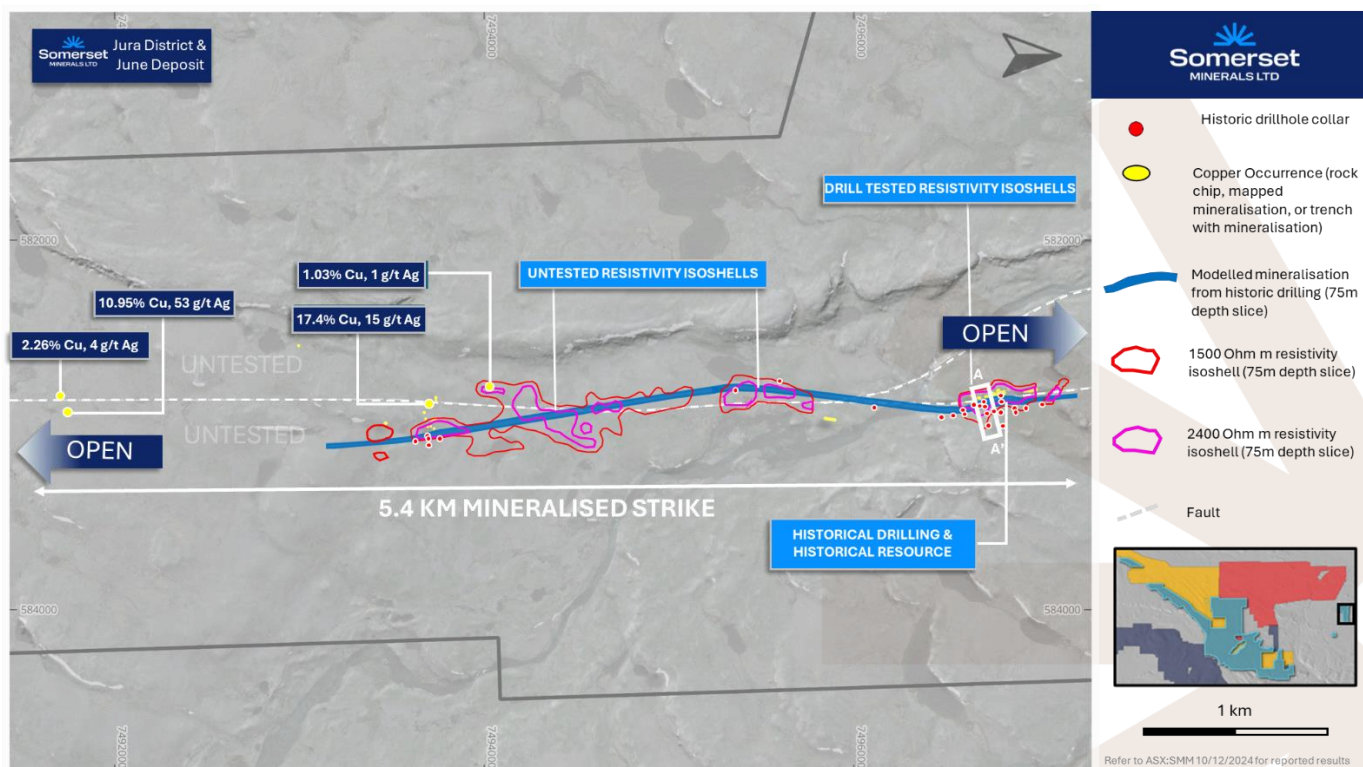 Somerset
MINERALS LTD
Jura District &
June Deposit
7492000
7494000
7496000
Somerset
MINERALS LTD
Historic drillhole collar
Copper Occurrence (rock
chip, mapped
mineralisation, or trench
with mineralisation)
Modelled mineralisation
from historic drilling (75m
depth slice)
1500 Ohm m resistivity
isoshell (75m depth slice)
2400 Ohm m resistivity
isoshell (75m depth slice)
Fault
1 km
Refer to ASX:SMM 10/12/2024 for reported results
DRILL TESTED RESISTIVITY ISOSHELLS
582000
582000
1.03% Cu, 1 g/t Ag
UNTESTED RESISTIVITY ISOSHELLS
10.95% Cu, 53 g/t Ag
17.4% Cu, 15 g/t Ag
2.26% Cu, 4 g/t Ag
UNTESTED
OPEN
A
UNTESTED
OPEN
A'
5.4 KM MINERALISED STRIKE
HISTORICAL DRILLING &
HISTORICAL RESOURCE
584000
584000
7492000
7494000
7496000